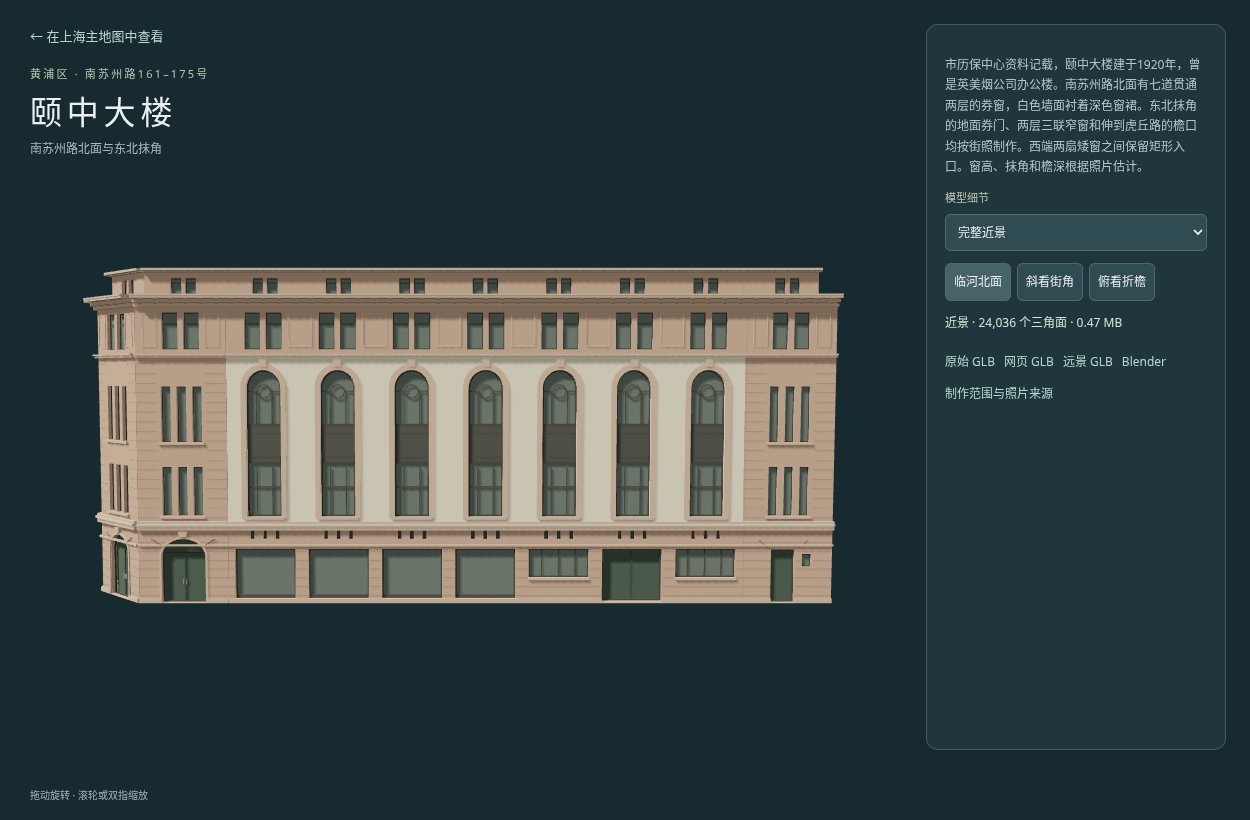 ← 在上海主地图中查看
黄浦区 · 南苏州路161–175号
颐中大楼
南苏州路北面与东北抹角
市历保中心资料记载，颐中大楼建于1920年，曾
是英美烟公司办公楼。南苏州路北面有七道贯通
两层的券窗，白色墙面衬着深色窗裙。东北抹角
的地面券门、两层三联窄窗和伸到虎丘路的檐口
均按街照制作。西端两扇矮窗之间保留矩形入
口。窗高、抹角和檐深根据照片估计。
模型细节
完整近景
临河北面 斜看街角 俯看折檐
近景 · 24,036 个三角面 · 0.47 MB
原始 GLB 网页 GLB 远景 GLB Blender
制作范围与照片来源
拖动旋转 · 滚轮或双指缩放